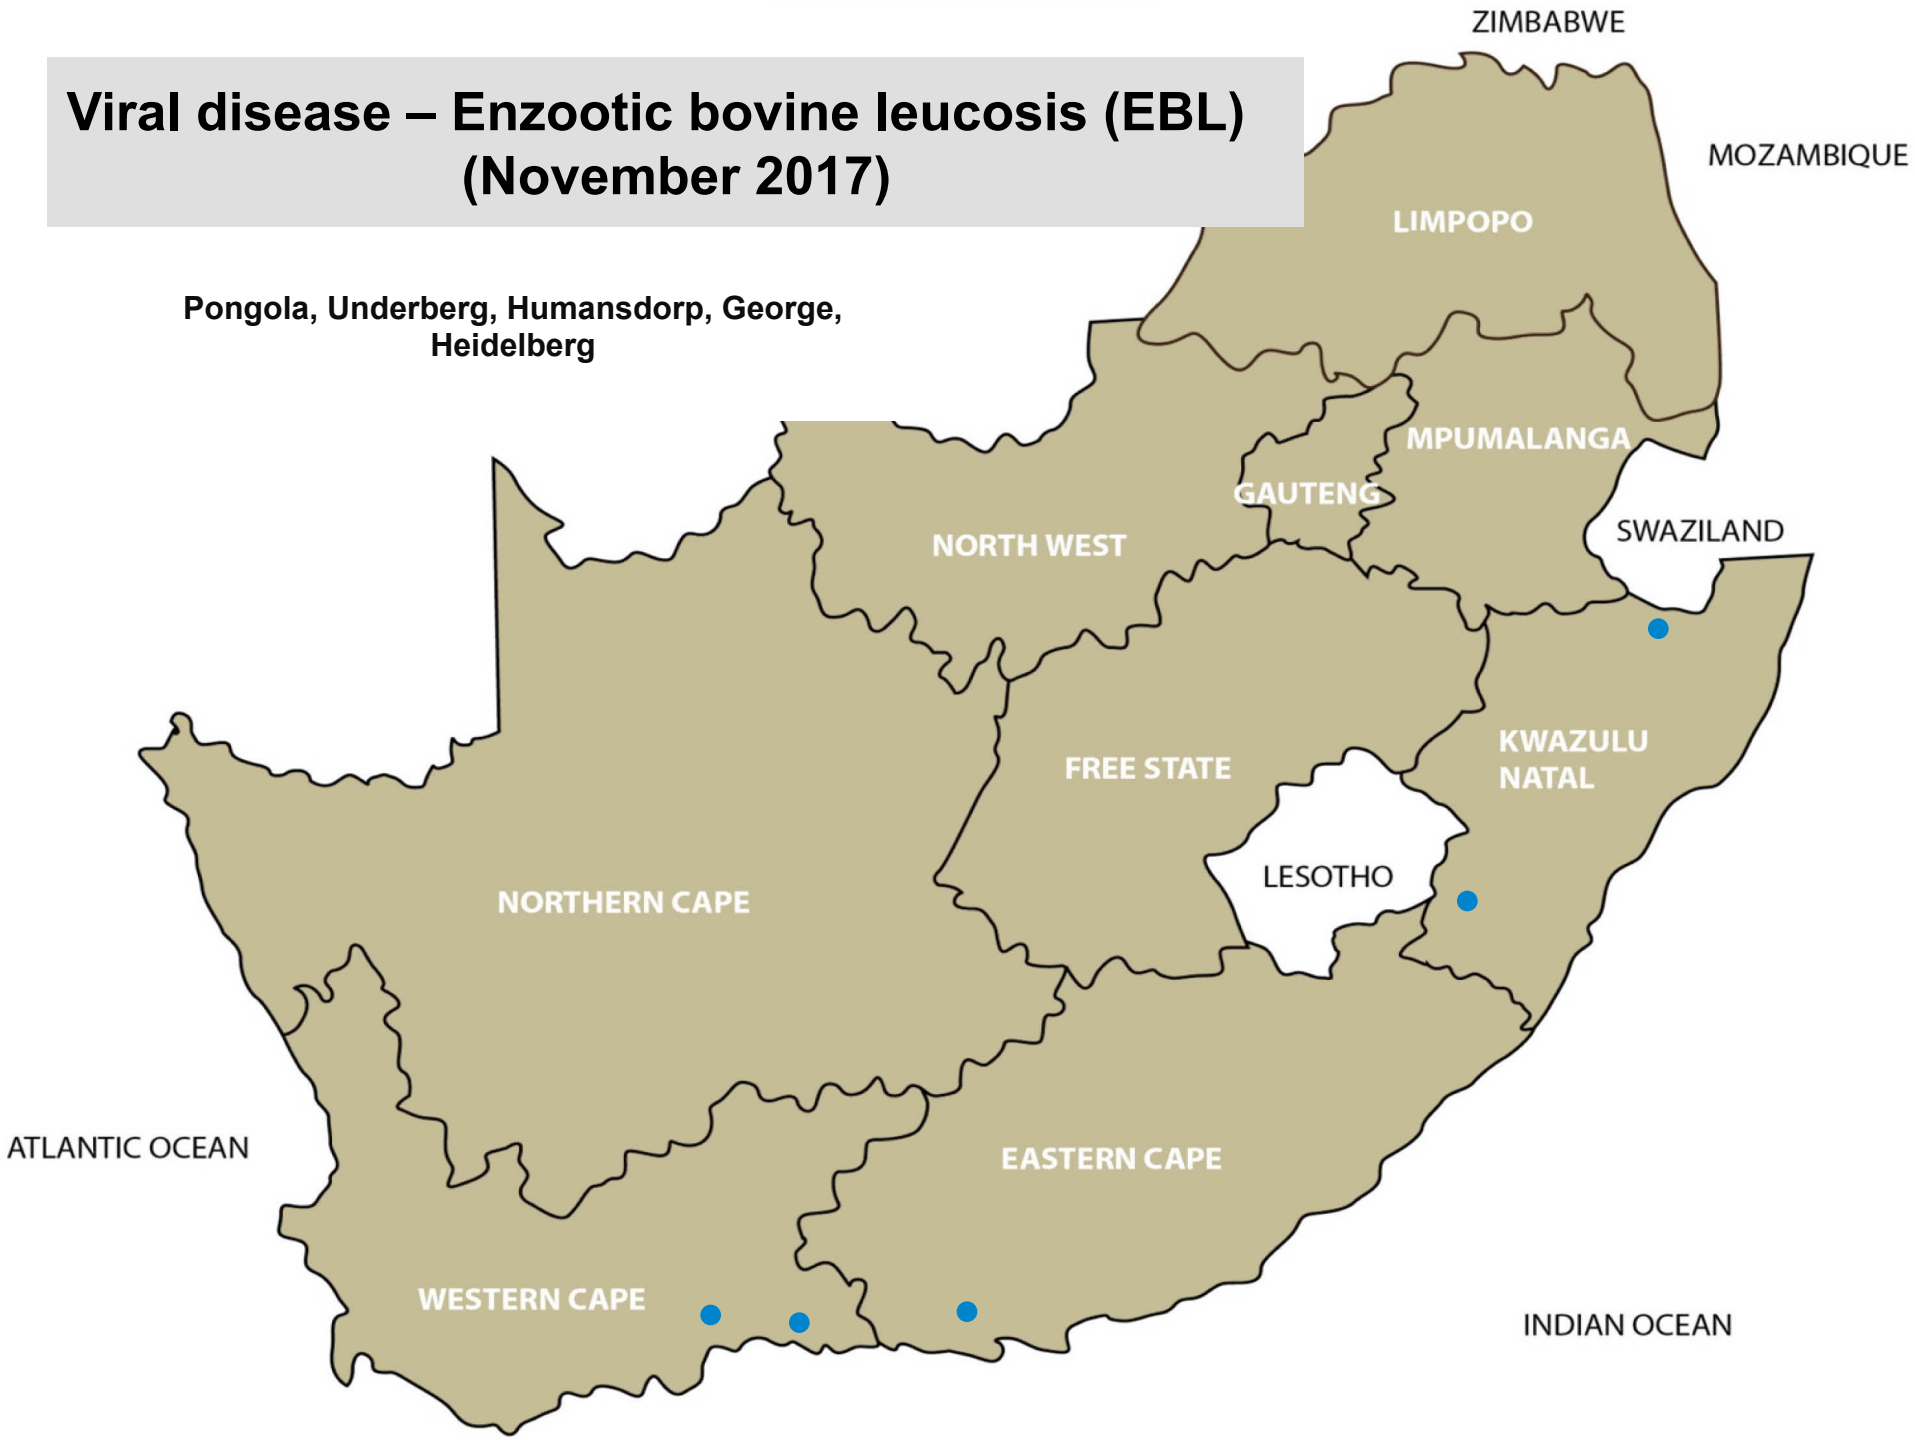 ZIMBABWE
Viral disease – Enzootic bovine leucosis (EBL)
(November 2017)
MOZAMBIQUE
LIMPOPO
Pongola, Underberg, Humansdorp, George,
Heidelberg
MPUMALANGA
GAUTENG
SWAZILAND
NORTH WEST
KWAZULU
NATAL
FREE STATE
LESOTHO
NORTHERN CAPE
ATLANTIC OCEAN
EASTERN CAPE
WESTERN CAPE
INDIAN OCEAN